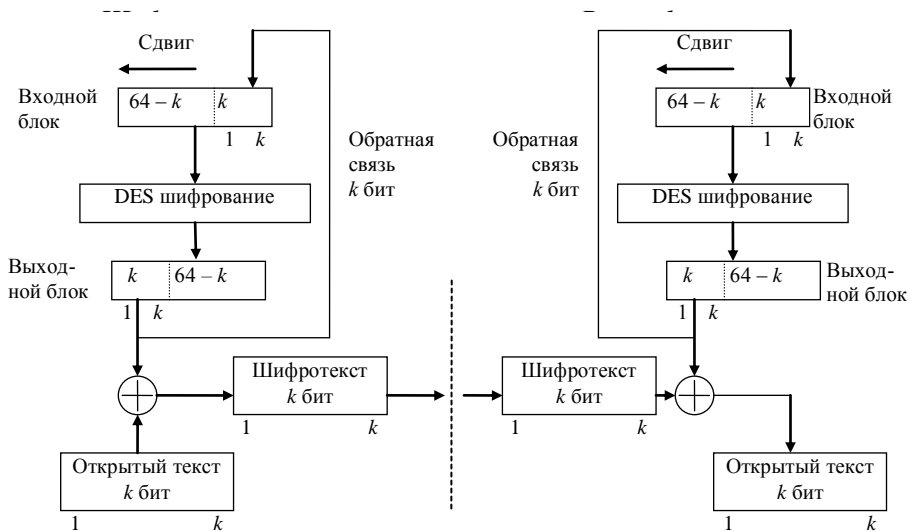 Сдвиг
Входной
блок
64 – k k
1 k
Обратная
связь
k бит
DES шифрование
Выход-
ной блок
k 64 – k
1 k
Шифротекст
k бит
1 k
Открытый текст
k бит
1 k
Сдвиг
64 – k k
Входной
блок
1 k
Обратная
связь
k бит
DES шифрование
k 64 – k
Выход-
ной блок
1 k
Шифротекст
k бит
1 k
Открытый текст
k бит
1 k